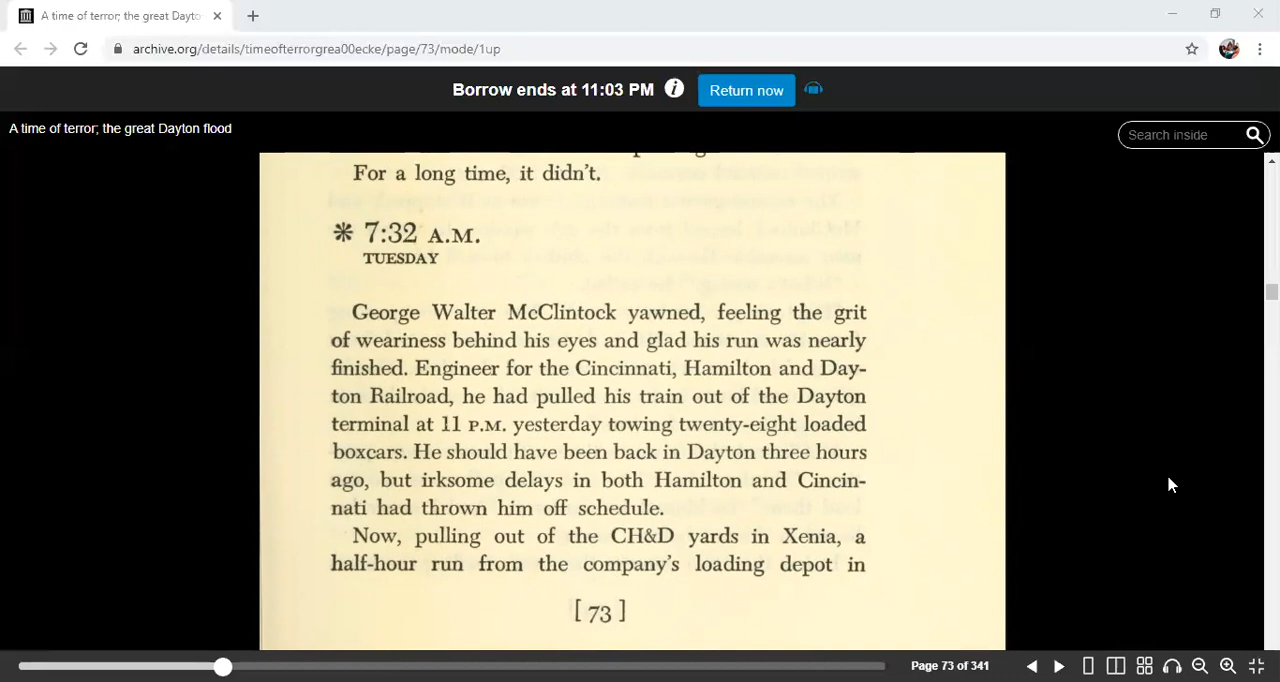 A time of terror; the great Dayto
archive.org/details/timeofterrorgrea00ecke/page/73/mode/1up
Borrow ends at 11:03 PM
Return now
A time of terror; the great Dayton flood
Search inside
For a long time, it didn't.
* 7:32 A.M.
TUESDAY
George Walter McClintock yawned, feeling the grit
of weariness behind his eyes and glad his run was nearly
finished. Engineer for the Cincinnati, Hamilton and Day-
ton Railroad, he had pulled his train out of the Dayton
terminal at 11 P.M. yesterday towing twenty-eight loaded
boxcars. He should have been back in Dayton three hours
ago, but irksome delays in both Hamilton and Cincin-
nati had thrown him off schedule.
Now, pulling out of the CH&D yards in Xenia, a
half-hour run from the company's loading depot in
[ 73 ]
Page 73 of 341